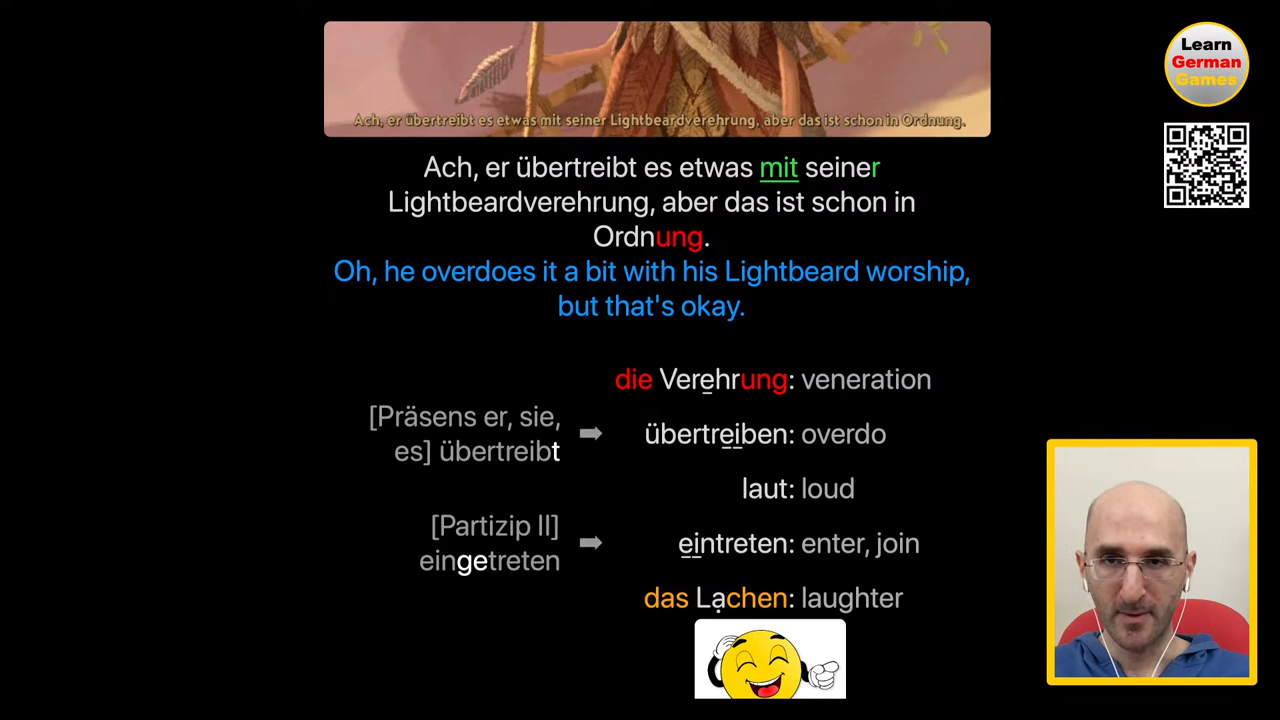 Learn
German
Games
Ach, er übertreibt es etwas mit seiner Lightbeardverehrung, aber das ist schon in Ordnung.
Ach, er übertreibt es etwas mit seiner
Lightbeardverehrung, aber das ist schon in
Ordnung.
Oh, he overdoes it a bit with his Lightbeard worship,
but that's okay.
die Verehrung: veneration
[Präsens er, sie,
es] übertreibt
➡ übertreiben: overdo
laut: loud
[Partizip II]
eingetreten
➡ eintreten: enter, join
das Lachen: laughter